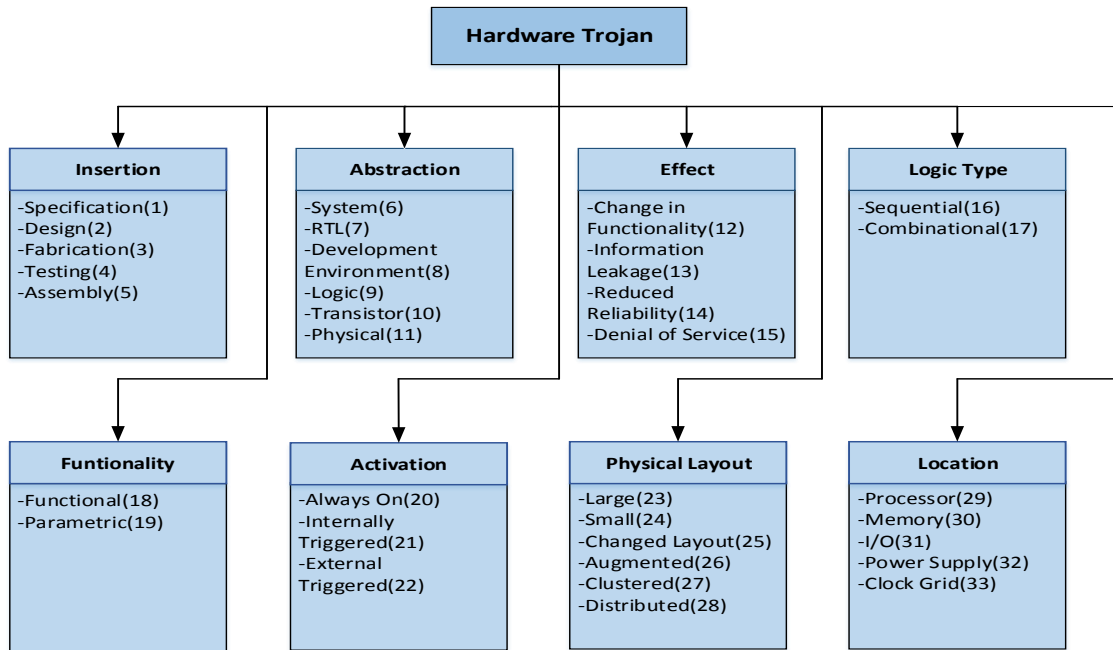 Hardware Trojan
Insertion
-Specification(1)
-Design(2)
-Fabrication(3)
-Testing(4)
-Assembly(5)
Abstraction
-System(6)
-RTL(7)
-Development
Environment(8)
-Logic(9)
-Transistor(10)
-Physical(11)
Effect
-Change in
Functionality(12)
-Information
Leakage(13)
-Reduced
Reliability(14)
-Denial of Service(15)
Logic Type
-Sequential(16)
-Combinational(17)
Funtionality
-Functional(18)
-Parametric(19)
Activation
-Always On(20)
-Internally
Triggered(21)
-External
Triggered(22)
Physical Layout
-Large(23)
-Small(24)
-Changed Layout(25)
-Augmented(26)
-Clustered(27)
-Distributed(28)
Location
-Processor(29)
-Memory(30)
-I/O(31)
-Power Supply(32)
-Clock Grid(33)